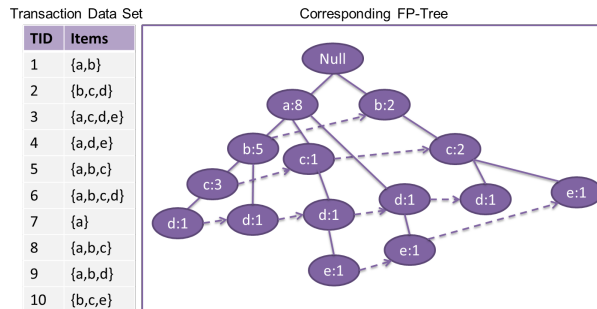 Transaction Data Set
Corresponding FP-Tree
TID Items
1 {a,b}
2 {b,c,d}
3 {a,c,d,e}
4 {a,d,e}
5 {a,b,c}
6 {a,b,c,d}
7 {a}
8 {a,b,c}
9 {a,b,d}
10 {b,c,e}
Null
a:8 b:2
b:5 c:1 c:2
c:3 d:1 d:1 e:1
d:1 d:1 d:1
e:1 e:1